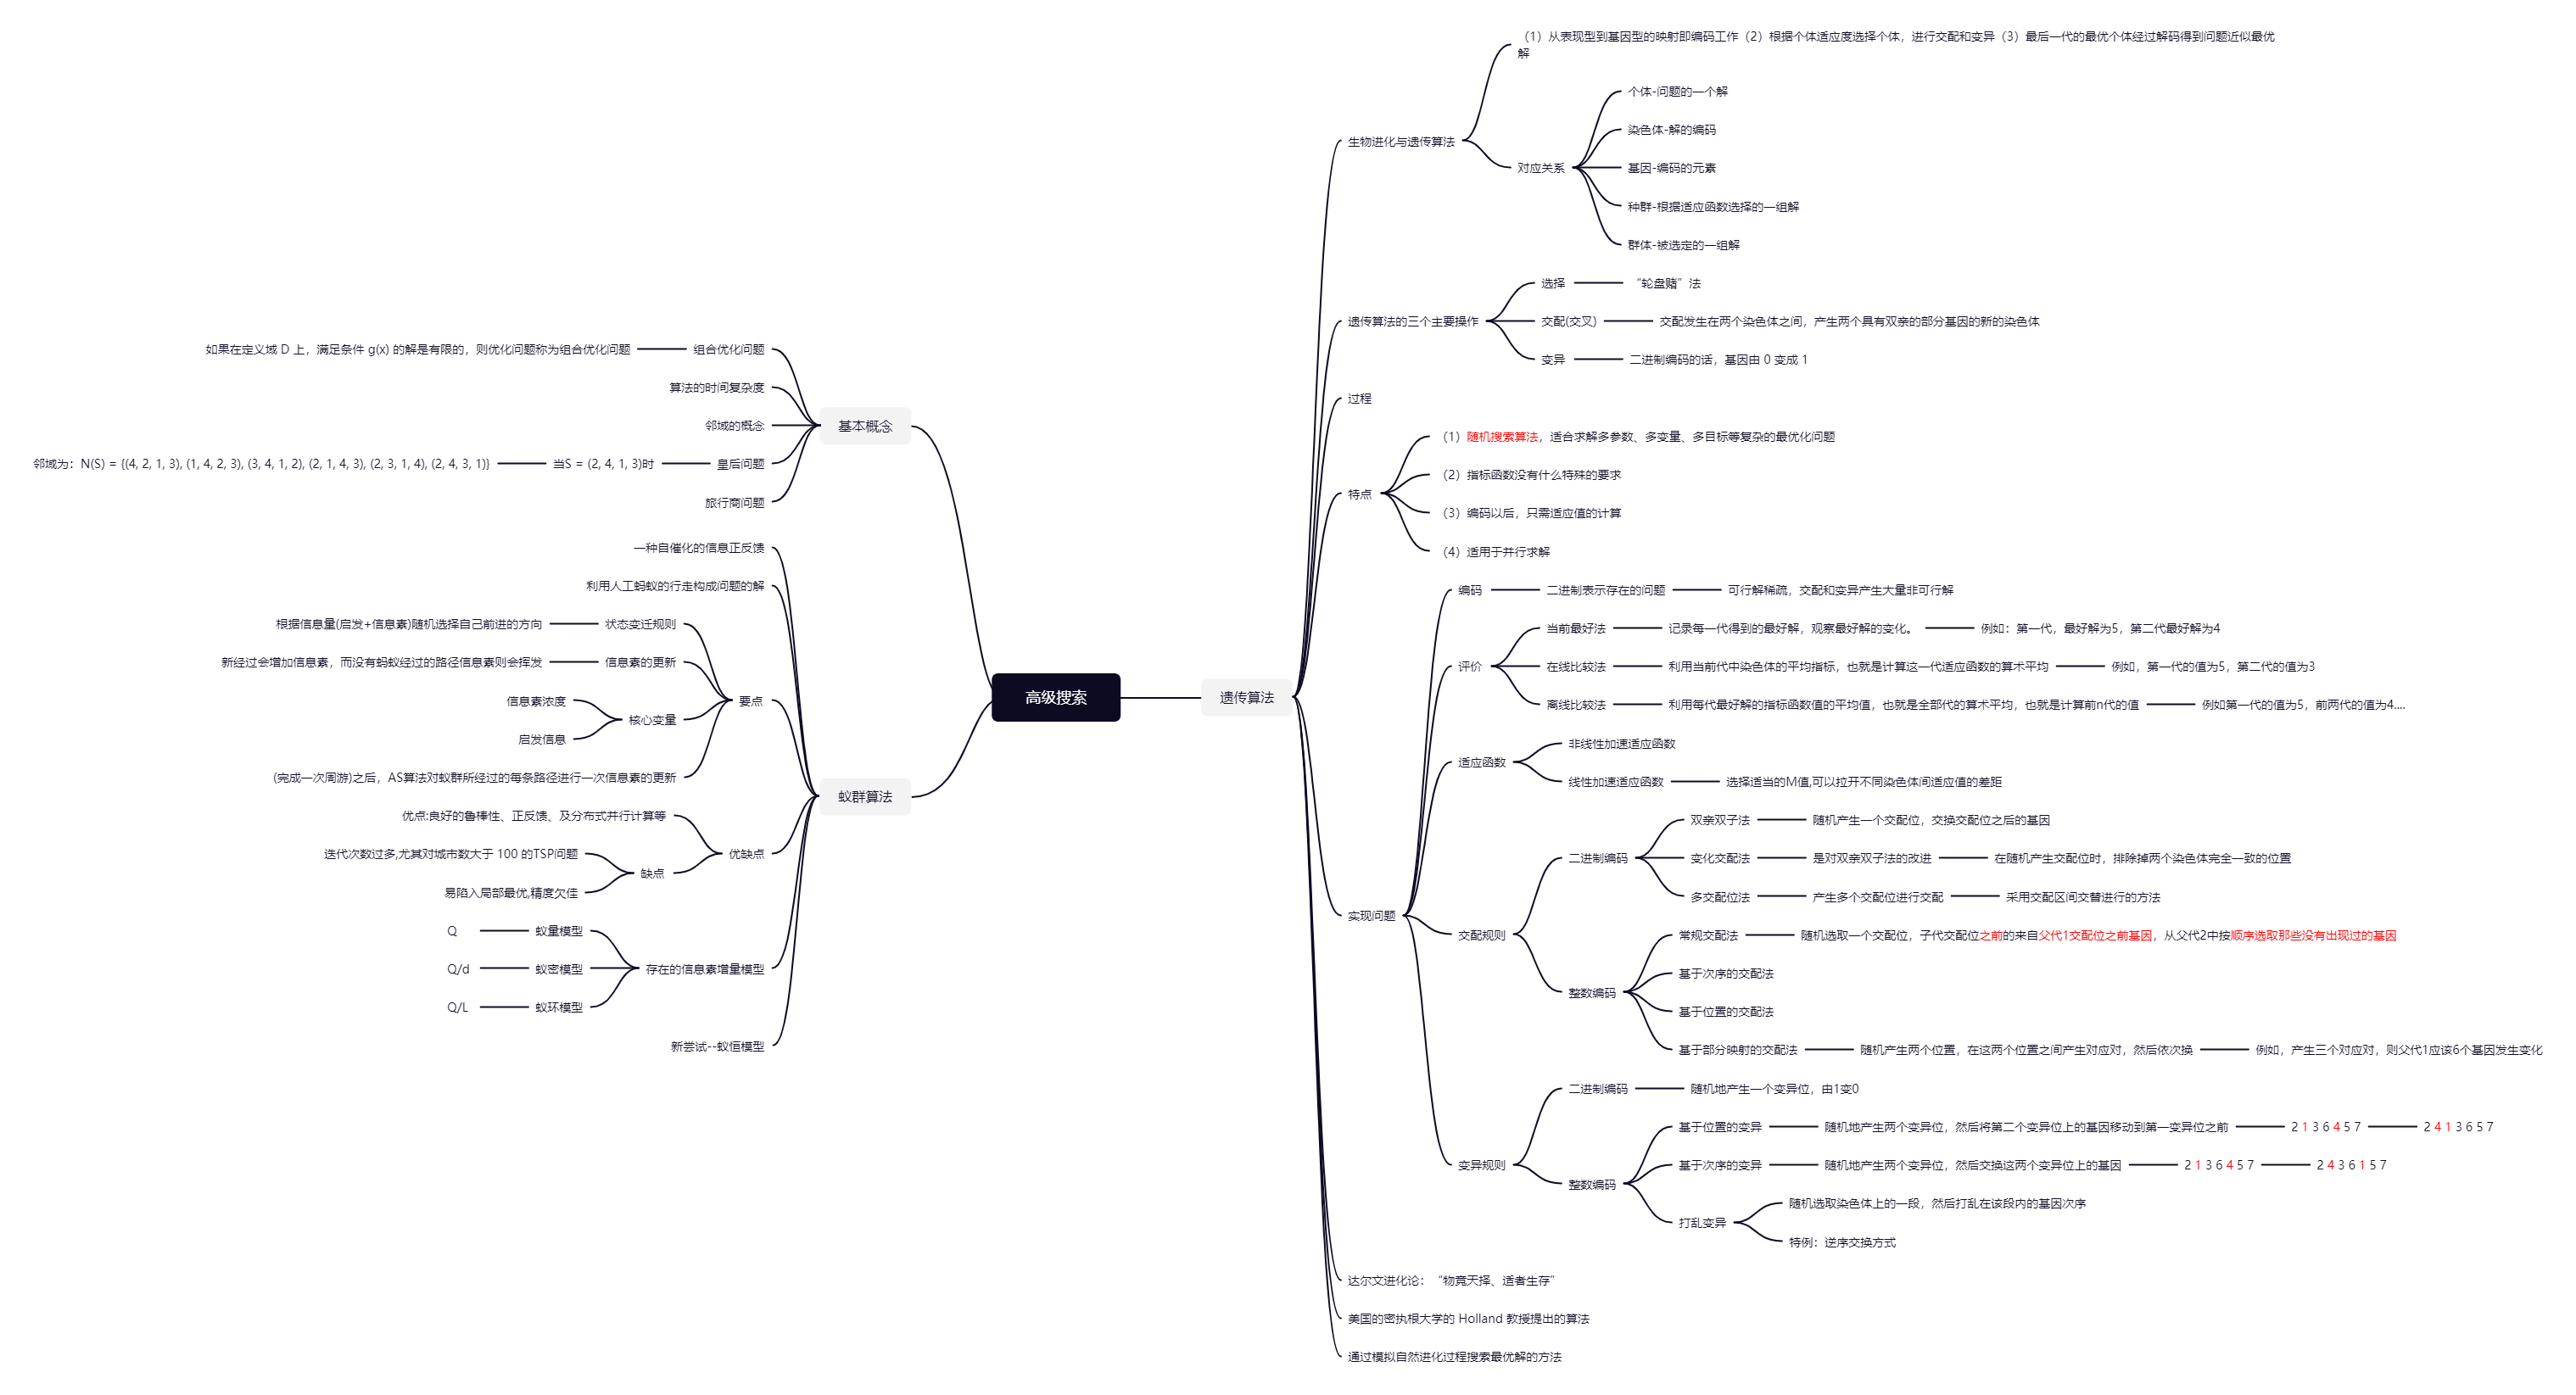 高级搜索
基本概念
组合优化问题
如果在定义域 D 上，满足条件 g(x) 的解是有限的，则优化问题称为组合优化问题
算法的时间复杂度
邻域的概念
皇后问题
当S = (2, 4, 1, 3)时
邻域为：N(S) = {(4, 2, 1, 3), (1, 4, 2, 3), (3, 4, 1, 2), (2, 1, 4, 3), (2, 3, 1, 4), (2, 4, 3, 1)}
旅行商问题
蚁群算法
一种自催化的信息正反馈
利用人工蚂蚁的行走构成问题的解
要点
状态变迁规则
根据信息量(启发+信息素)随机选择自己前进的方向
信息素的更新
新经过会增加信息素，而没有蚂蚁经过的路径信息素则会挥发
核心变量
信息素浓度
启发信息
(完成一次周游)之后，AS算法对蚁群所经过的每条路径进行一次信息素的更新
优缺点
优点:良好的鲁棒性、正反馈、及分布式并行计算等
缺点
迭代次数过多,尤其对城市数大于 100 的TSP问题
易陷入局部最优,精度欠佳
存在的信息素增量模型
蚁量模型
Q
蚁密模型
Q/d
蚁环模型
Q/L
新尝试--蚁恒模型
遗传算法
生物进化与遗传算法
（1）从表现型到基因型的映射即编码工作（2）根据个体适应度选择个体，进行交配和变异（3）最后一代的最优个体经过解码得到问题近似最优
解
对应关系
个体-问题的一个解
染色体-解的编码
基因-编码的元素
种群-根据适应函数选择的一组解
群体-被选定的一组解
遗传算法的三个主要操作
选择
“轮盘赌”法
交配(交叉)
交配发生在两个染色体之间，产生两个具有双亲的部分基因的新的染色体
变异
二进制编码的话，基因由 0 变成 1
过程
特点
（1）随机搜索算法，适合求解多参数、多变量、多目标等复杂的最优化问题
（2）指标函数没有什么特殊的要求
（3）编码以后，只需适应值的计算
（4）适用于并行求解
实现问题
编码
二进制表示存在的问题
可行解稀疏，交配和变异产生大量非可行解
评价
当前最好法
记录每一代得到的最好解，观察最好解的变化。
例如：第一代，最好解为5，第二代最好解为4
在线比较法
利用当前代中染色体的平均指标，也就是计算这一代适应函数的算术平均
例如，第一代的值为5，第二代的值为3
离线比较法
利用每代最好解的指标函数值的平均值，也就是全部代的算术平均，也就是计算前n代的值
例如第一代的值为5，前两代的值为4....
适应函数
非线性加速适应函数
线性加速适应函数
选择适当的M值,可以拉开不同染色体间适应值的差距
交配规则
二进制编码
双亲双子法
随机产生一个交配位，交换交配位之后的基因
变化交配法
是对双亲双子法的改进
在随机产生交配位时，排除掉两个染色体完全一致的位置
多交配位法
产生多个交配位进行交配
采用交配区间交替进行的方法
整数编码
常规交配法
随机选取一个交配位，子代交配位之前的来自父代1交配位之前基因，从父代2中按顺序选取那些没有出现过的基因
基于次序的交配法
基于位置的交配法
基于部分映射的交配法
随机产生两个位置，在这两个位置之间产生对应对，然后依次换
例如，产生三个对应对，则父代1应该6个基因发生变化
变异规则
二进制编码
随机地产生一个变异位，由1变0
整数编码
基于位置的变异
随机地产生两个变异位，然后将第二个变异位上的基因移动到第一变异位之前
2 1 3 6 4 5 7
2 4 1 3 6 5 7
基于次序的变异
随机地产生两个变异位，然后交换这两个变异位上的基因
2 1 3 6 4 5 7
2 4 3 6 1 5 7
打乱变异
随机选取染色体上的一段，然后打乱在该段内的基因次序
特例：逆序交换方式
达尔文进化论：“物竞天择、适者生存”
美国的密执根大学的 Holland 教授提出的算法
通过模拟自然进化过程搜索最优解的方法